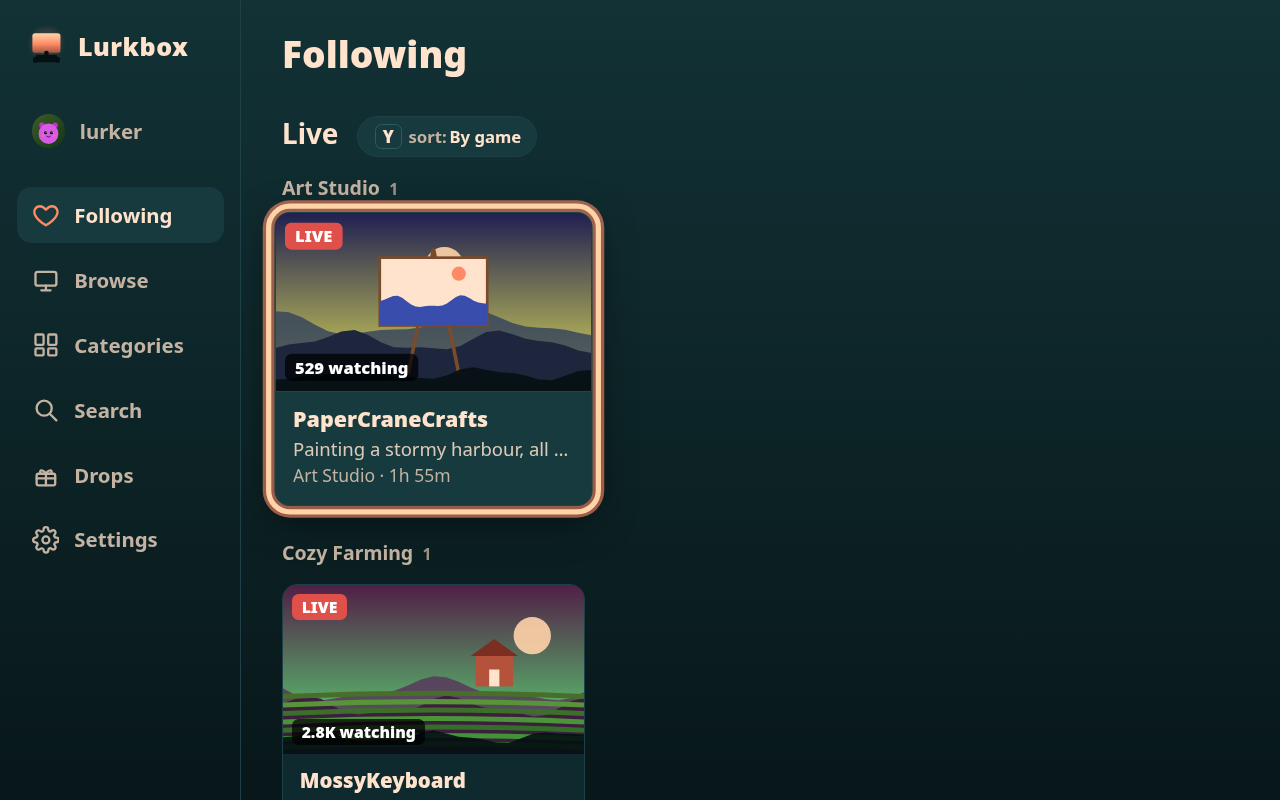 Lurkbox
lurker
Following
Browse
Categories
Search
Drops
Settings
Following
Live
Y sort: By game
Art Studio 1
LIVE
529 watching
PaperCraneCrafts
Painting a stormy harbour, all ...
Art Studio · 1h 55m
Cozy Farming 1
LIVE
2.8K watching
MossyKeyboard